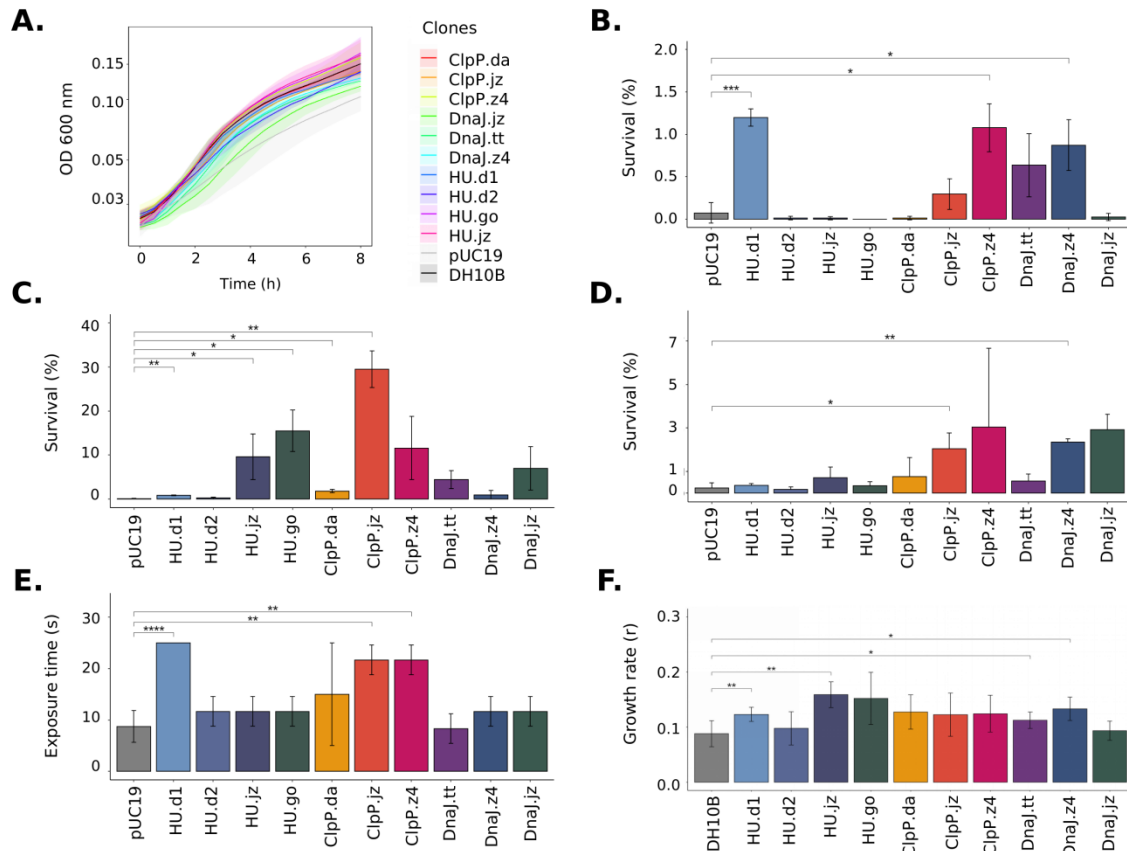 A.
OD 600 nm
0.15
0.10
0.05
0.03
0 2 4 6 8
Time (h)
Clones
ClpP.da
ClpP.jz
ClpP.z4
DnaJ.jz
DnaJ.tt
DnaJ.z4
HU.d1
HU.d2
HU.go
HU.jz
pUC19
DH10B
B.
Survival (%)
2.0
1.5
1.0
0.5
0.0
*
*
***
pUC19 HU.d1 HU.d2 HU.jz HU.go ClpP.da ClpP.jz ClpP.z4 DnaJ.tt DnaJ.z4 DnaJ.jz
C.
Survival (%)
40
30
20
10
0
**
*
*
*
**
pUC19 HU.d1 HU.d2 HU.jz HU.go ClpP.da ClpP.jz ClpP.z4 DnaJ.tt DnaJ.z4 DnaJ.jz
D.
Survival (%)
7
5
3
1
0
**
*
pUC19 HU.d1 HU.d2 HU.jz HU.go ClpP.da ClpP.jz ClpP.z4 DnaJ.tt DnaJ.z4 DnaJ.jz
E.
Exposure time (s)
30
20
10
0
**
**
****
pUC19 HU.d1 HU.d2 HU.jz HU.go ClpP.da ClpP.jz ClpP.z4 DnaJ.tt DnaJ.z4 DnaJ.jz
F.
Growth rate (r)
0.3
0.2
0.1
0.0
*
*
**
**
DH10B HU.d1 HU.d2 HU.jz HU.go ClpP.da ClpP.jz ClpP.z4 DnaJ.tt DnaJ.z4 DnaJ.jz